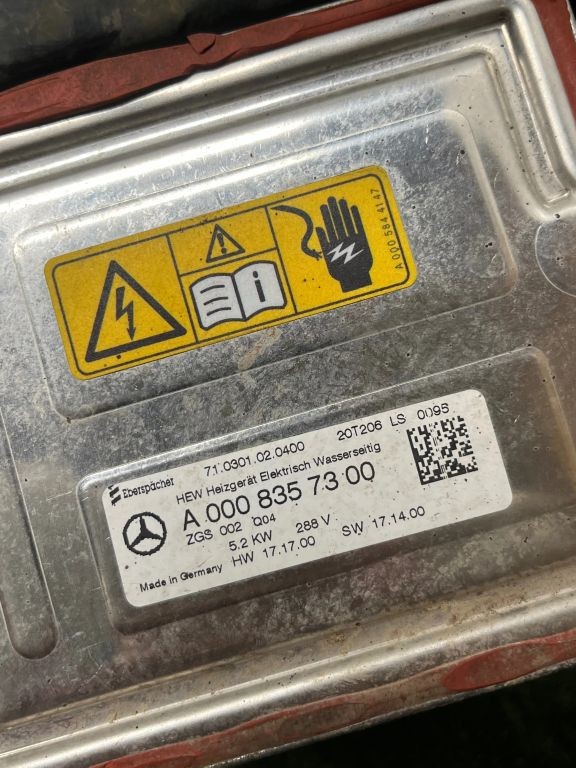 A 000 584 41 47
i
Eberspächer
71.0301.02.0400
20T206 LS 0095
HEW Heizgerät Elektrisch Wasserseitig
A 000 835 73 00
ZGS 002 Q04
5.2 KW 288 V
Made in Germany HW 17.17.00 SW 17.14.00